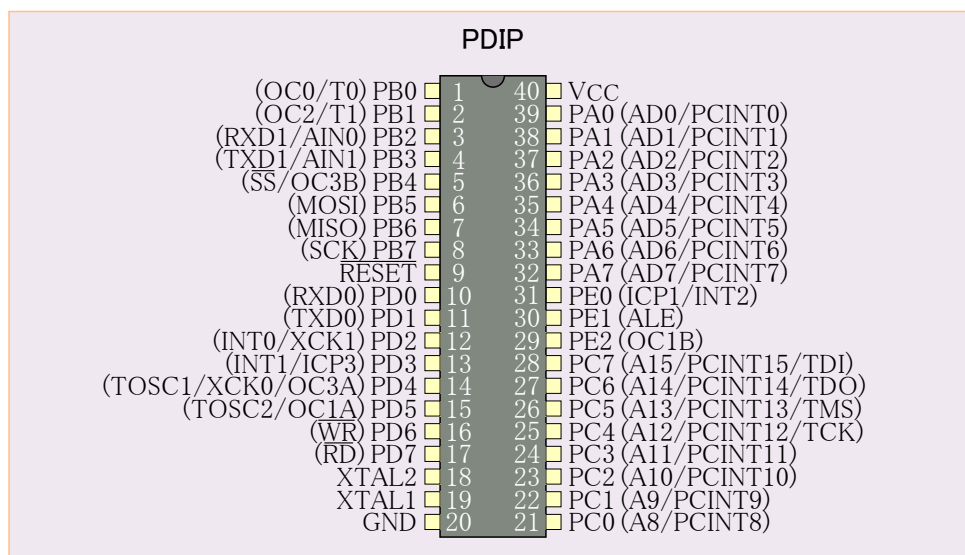 PDIP
(OC0/T0) PB0 1 40 VCC
(OC2/T1) PB1 2 39 PA0 (AD0/PCINT0)
(RXD1/AIN0) PB2 3 38 PA1 (AD1/PCINT1)
(TXD1/AIN1) PB3 4 37 PA2 (AD2/PCINT2)
(S̅S̅/OC3B) PB4 5 36 PA3 (AD3/PCINT3)
(MOSI) PB5 6 35 PA4 (AD4/PCINT4)
(MISO) PB6 7 34 PA5 (AD5/PCINT5)
(SCK) PB7 8 33 PA6 (AD6/PCINT6)
R̅E̅S̅E̅T̅ 9 32 PA7 (AD7/PCINT7)
(RXD0) PD0 10 31 PE0 (ICP1/INT2)
(TXD0) PD1 11 30 PE1 (ALE)
(INT0/XCK1) PD2 12 29 PE2 (OC1B)
(INT1/ICP3) PD3 13 28 PC7 (A15/PCINT15/TDI)
(TOSC1/XCK0/OC3A) PD4 14 27 PC6 (A14/PCINT14/TDO)
(TOSC2/OC1A) PD5 15 26 PC5 (A13/PCINT13/TMS)
(W̅R̅) PD6 16 25 PC4 (A12/PCINT12/TCK)
(R̅D̅) PD7 17 24 PC3 (A11/PCINT11)
XTAL2 18 23 PC2 (A10/PCINT10)
XTAL1 19 22 PC1 (A9/PCINT9)
GND 20 21 PC0 (A8/PCINT8)